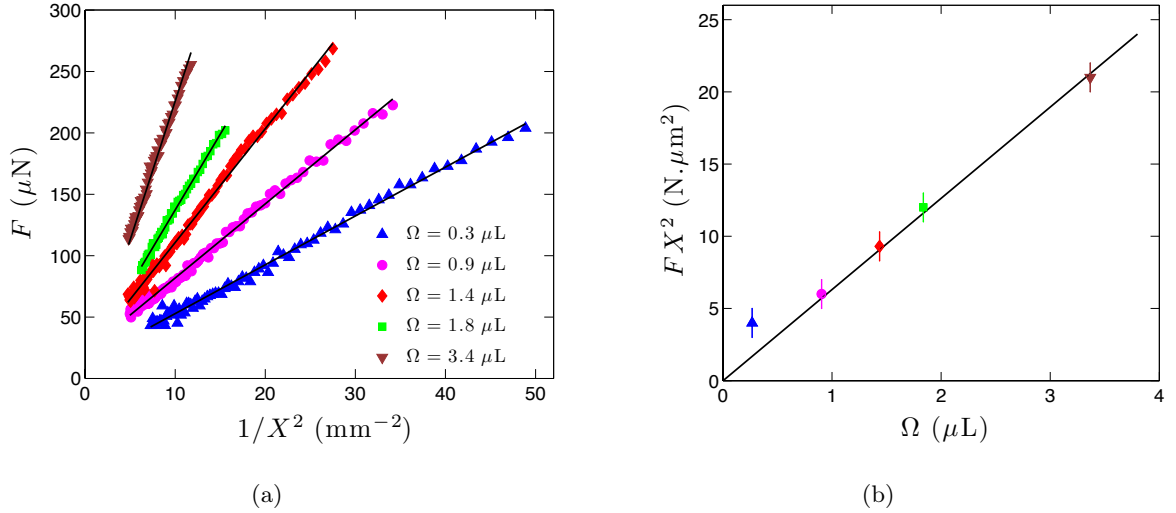 300
250
200
150
100
50
0
F (μN)
Ω = 0.3 μL
Ω = 0.9 μL
Ω = 1.4 μL
Ω = 1.8 μL
Ω = 3.4 μL
0 10 20 30 40 50
1/X² (mm⁻²)
(a)
25
20
15
10
5
0
FX² (N.μm²)
0 1 2 3 4
Ω (μL)
(b)